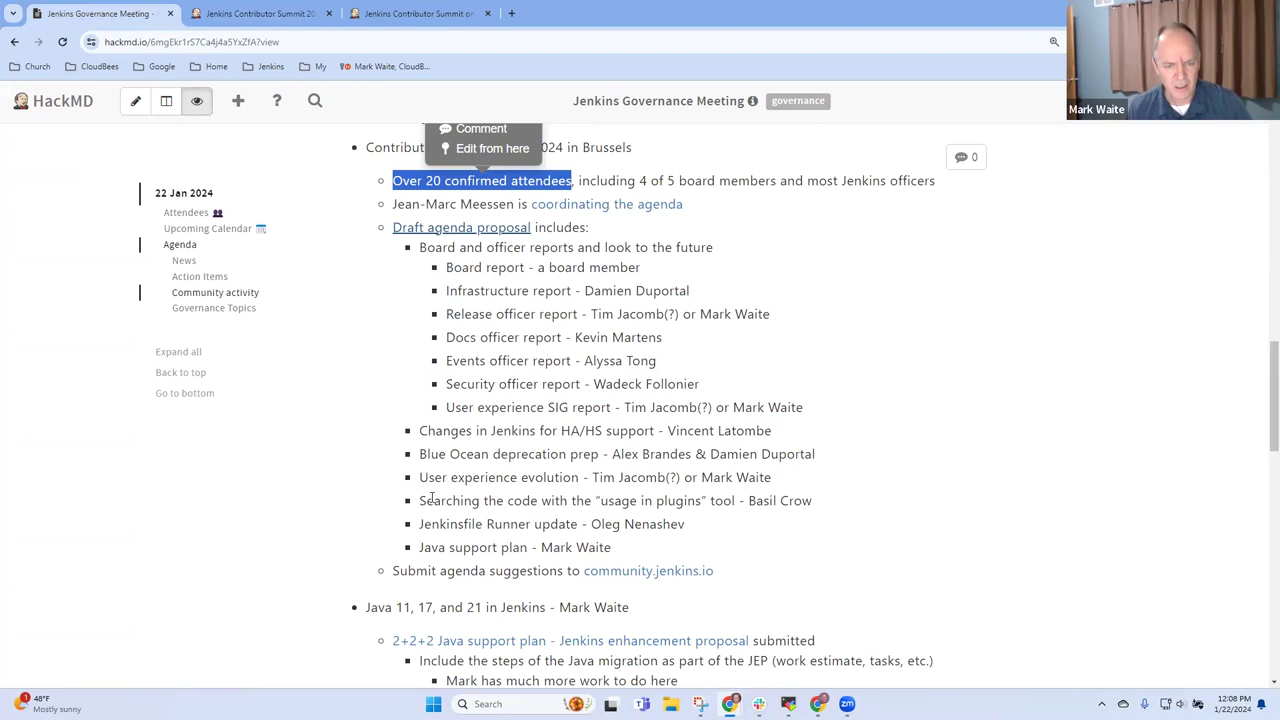 Jenkins Governance Meeting -
Jenkins Contributor Summit 20
Jenkins Contributor Summit on
hackmd.io/6mgEkr1rS7Ca4j4a5YxZfA?view
Church
CloudBees
Google
Home
Jenkins
My
Mark Waite, CloudB...
Mark Waite
HackMD
Jenkins Governance Meeting
governance
Comment
Edit from here
Contribut
024 in Brussels
0
Over 20 confirmed attendees, including 4 of 5 board members and most Jenkins officers
Jean-Marc Meessen is coordinating the agenda
Draft agenda proposal includes:
Board and officer reports and look to the future
Board report - a board member
Infrastructure report - Damien Duportal
Release officer report - Tim Jacomb(?) or Mark Waite
Docs officer report - Kevin Martens
Events officer report - Alyssa Tong
Security officer report - Wadeck Follonier
User experience SIG report - Tim Jacomb(?) or Mark Waite
Changes in Jenkins for HA/HS support - Vincent Latombe
Blue Ocean deprecation prep - Alex Brandes & Damien Duportal
User experience evolution - Tim Jacomb(?) or Mark Waite
Searching the code with the “usage in plugins” tool - Basil Crow
Jenkinsfile Runner update - Oleg Nenashev
Java support plan - Mark Waite
Submit agenda suggestions to community.jenkins.io
Java 11, 17, and 21 in Jenkins - Mark Waite
2+2+2 Java support plan - Jenkins enhancement proposal submitted
Include the steps of the Java migration as part of the JEP (work estimate, tasks, etc.)
Mark has much more work to do here
22 Jan 2024
Attendees
Upcoming Calendar
Agenda
News
Action Items
Community activity
Governance Topics
Expand all
Back to top
Go to bottom
1
48°F
Mostly sunny
Search
12:08 PM
1/22/2024